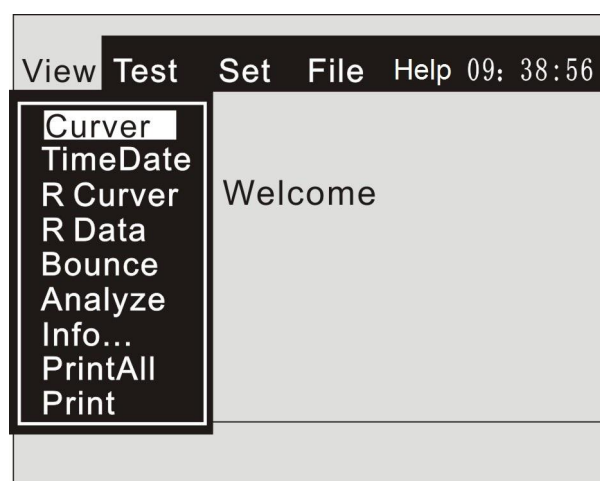 View Test Set File Help 09: 38:56
Curver
TimeDate
R Curver
Welcome
R Data
Bounce
Analyze
Info...
PrintAll
Print